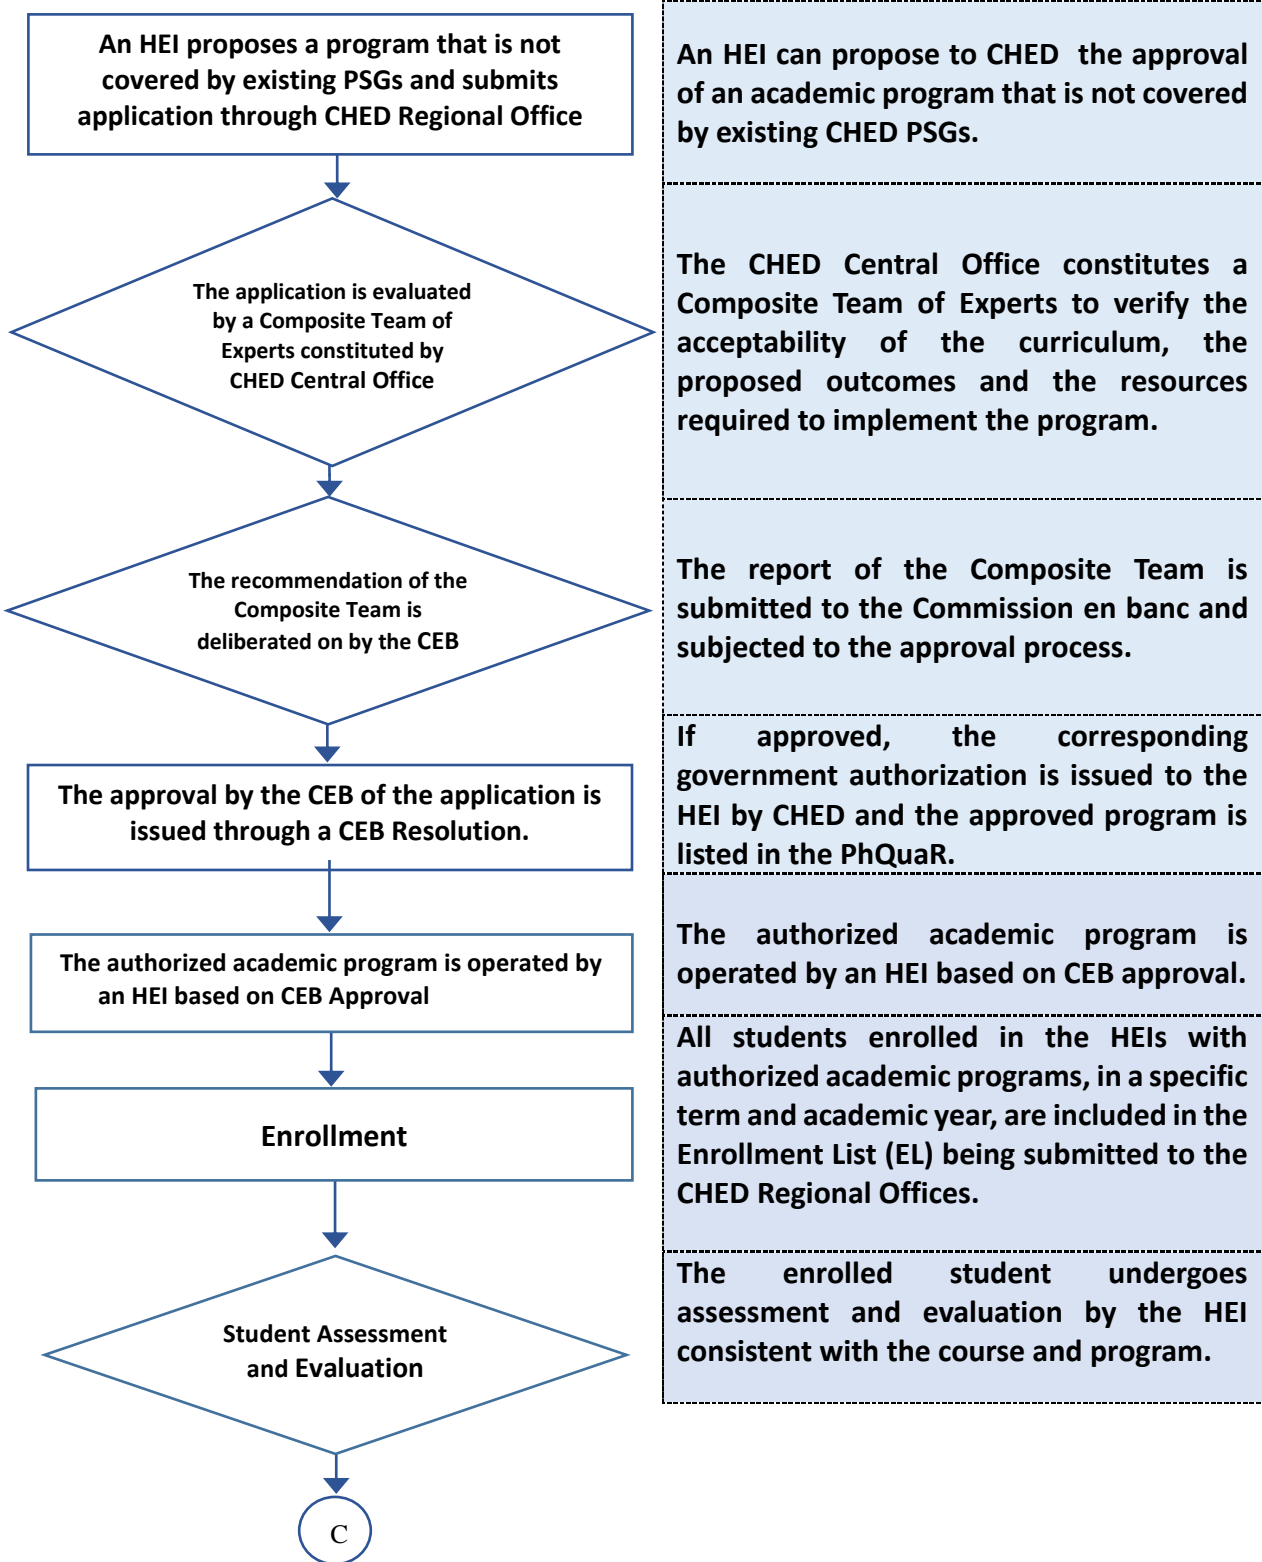 An HEI proposes a program that is not
covered by existing PSGs and submits
application through CHED Regional Office
An HEI can propose to CHED the approval
of an academic program that is not covered
by existing CHED PSGs.
The application is evaluated
by a Composite Team of
Experts constituted by
CHED Central Office
The CHED Central Office constitutes a
Composite Team of Experts to verify the
acceptability of the curriculum, the
proposed outcomes and the resources
required to implement the program.
The recommendation of the
Composite Team is
deliberated on by the CEB
The report of the Composite Team is
submitted to the Commission en banc and
subjected to the approval process.
The approval by the CEB of the application is
issued through a CEB Resolution.
If approved, the corresponding
government authorization is issued to the
HEI by CHED and the approved program is
listed in the PhQuaR.
The authorized academic program is operated by
an HEI based on CEB Approval
The authorized academic program is
operated by an HEI based on CEB approval.
Enrollment
All students enrolled in the HEIs with
authorized academic programs, in a specific
term and academic year, are included in the
Enrollment List (EL) being submitted to the
CHED Regional Offices.
Student Assessment
and Evaluation
The enrolled student undergoes
assessment and evaluation by the HEI
consistent with the course and program.
C